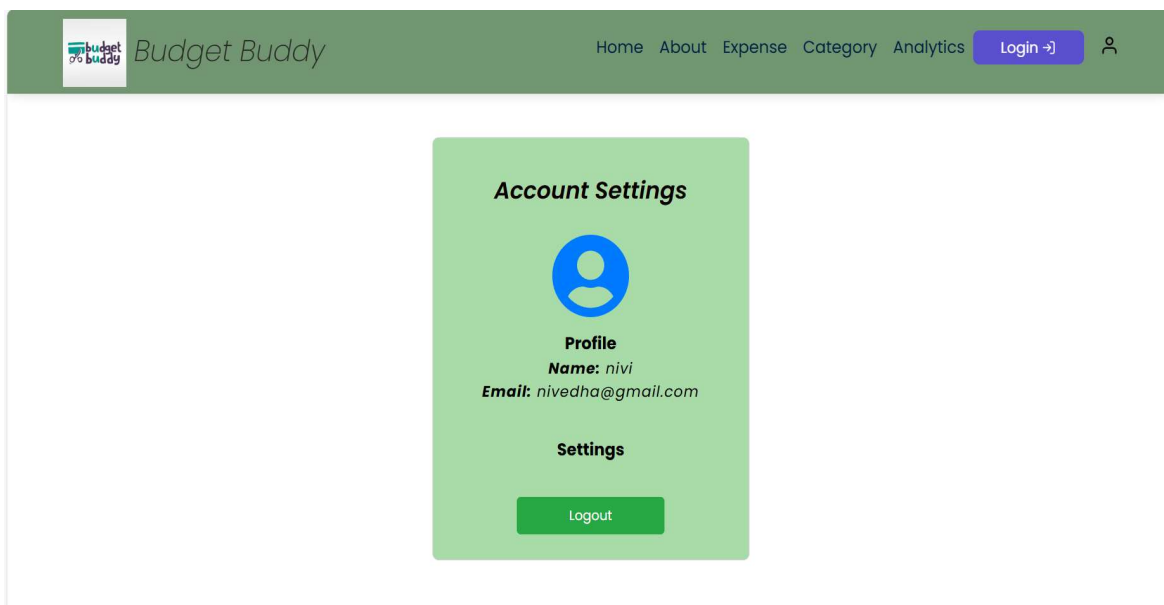 budget
buddy
Budget Buddy
Home About Expense Category Analytics Login
Account Settings
Profile
Name: nivi
Email: nivedha@gmail.com
Settings
Logout